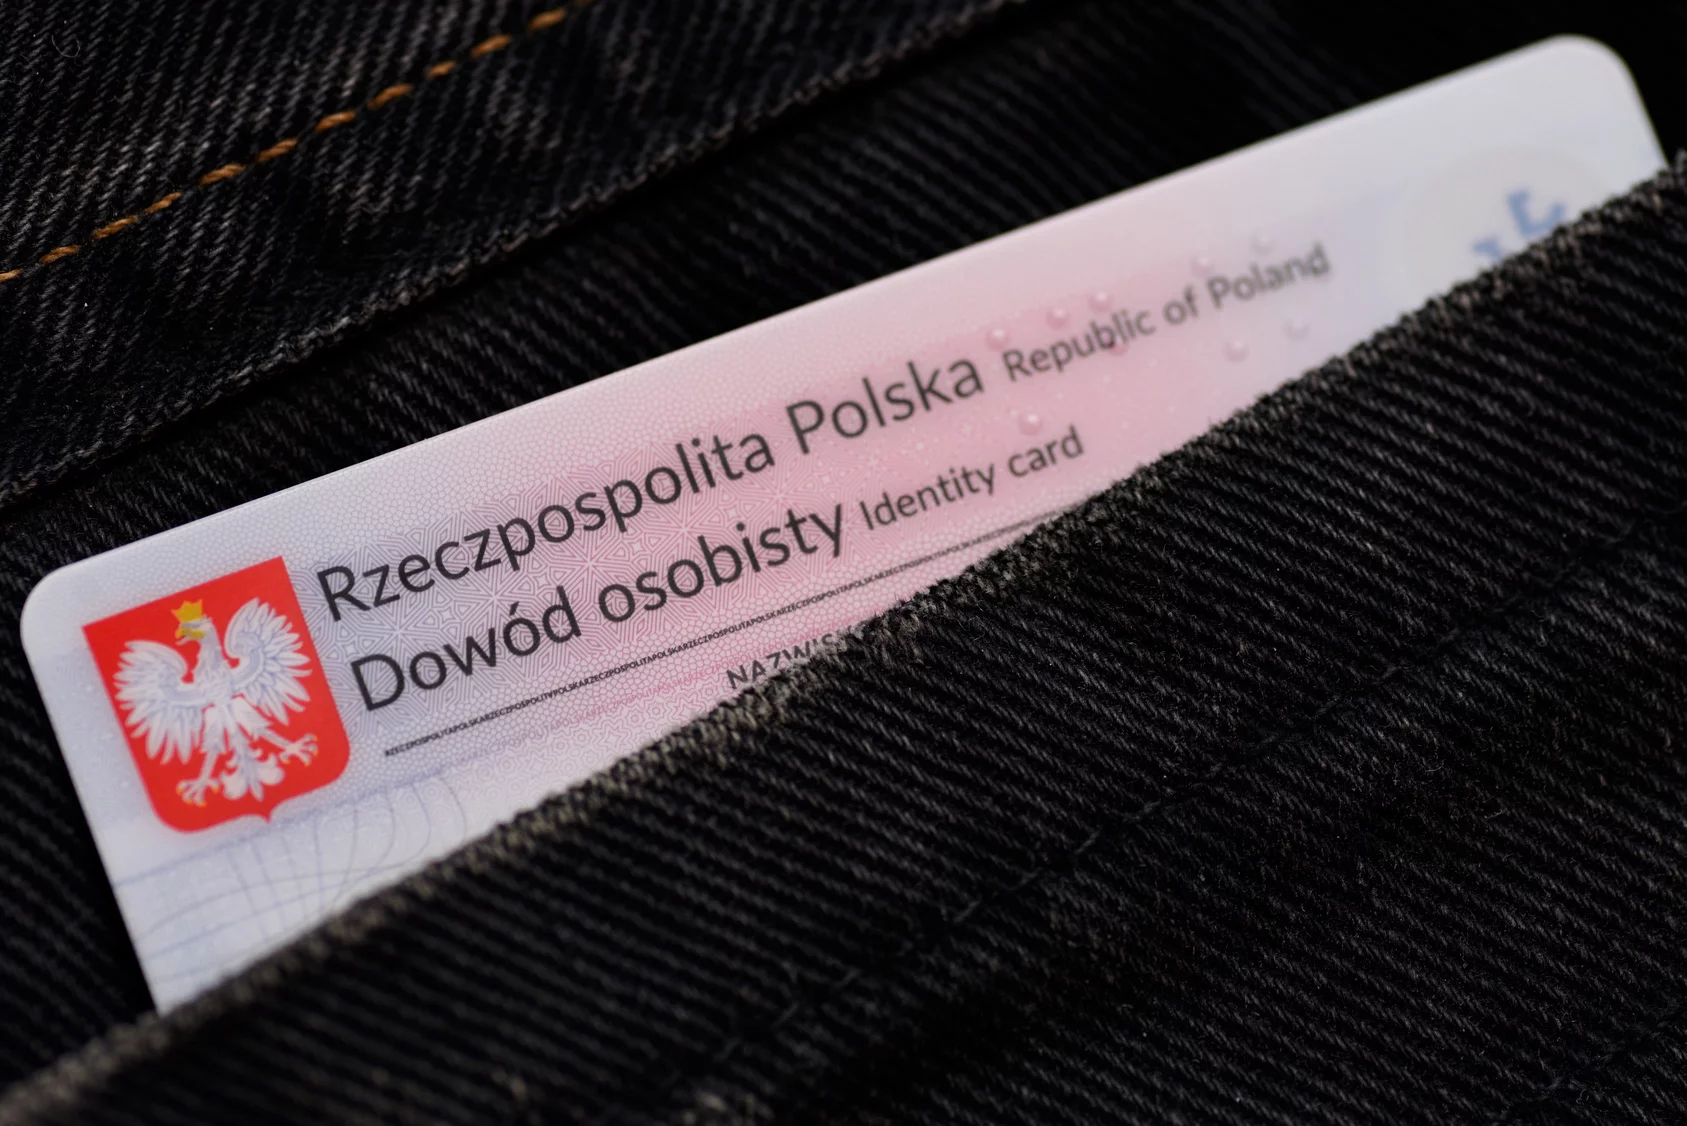 Rzeczpospolita Polska Republic of Poland
Dowód osobisty Identity card